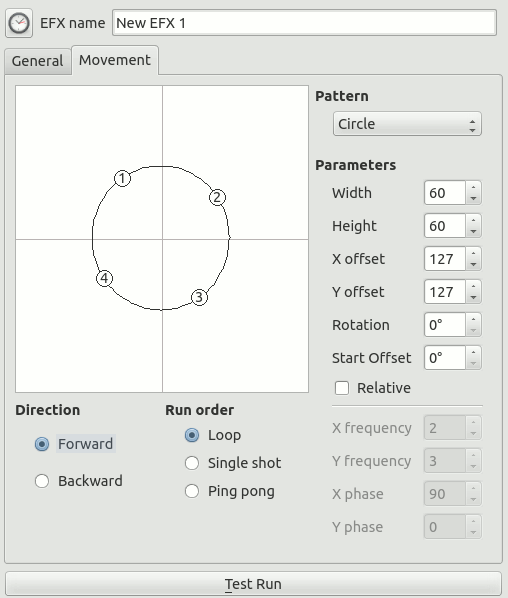 EFX name New EFX 1
General Movement
Pattern
Circle
1
2
3
4
Parameters
Width 60
Height 60
X offset 127
Y offset 127
Rotation 0°
Start Offset 0°
Relative
Direction
Forward
Backward
Run order
Loop
Single shot
Ping pong
X frequency 2
Y frequency 3
X phase 90
Y phase 0
Test Run